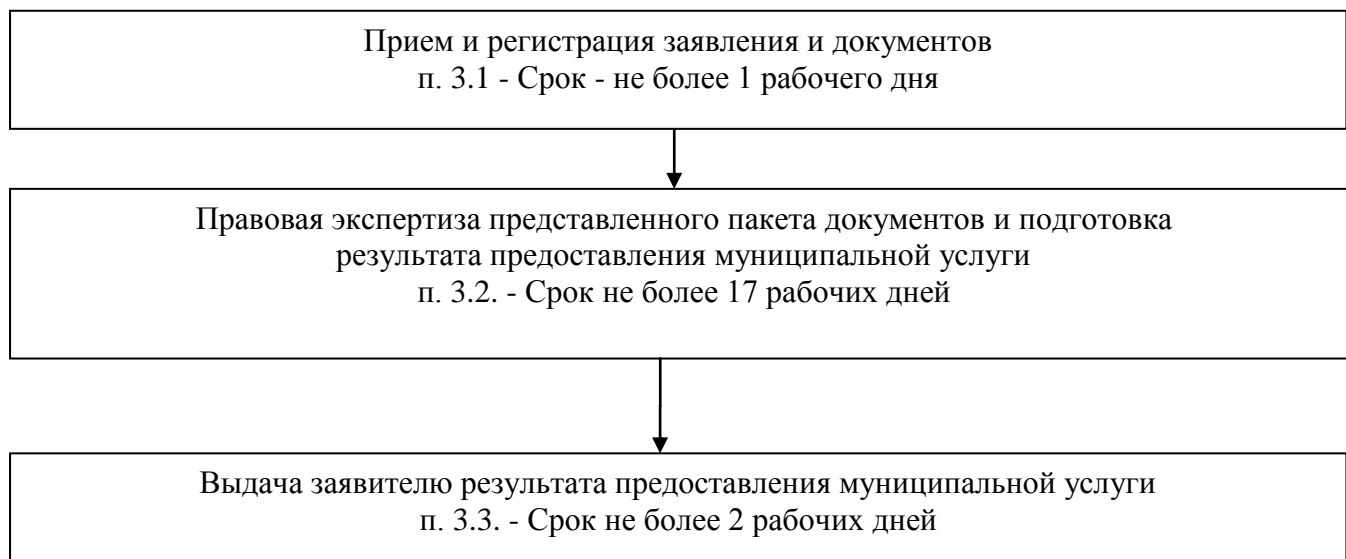 Прием и регистрация заявления и документов
п. 3.1 - Срок - не более 1 рабочего дня
Правовая экспертиза представленного пакета документов и подготовка
результата предоставления муниципальной услуги
п. 3.2. - Срок не более 17 рабочих дней
Выдача заявителю результата предоставления муниципальной услуги
п. 3.3. - Срок не более 2 рабочих дней